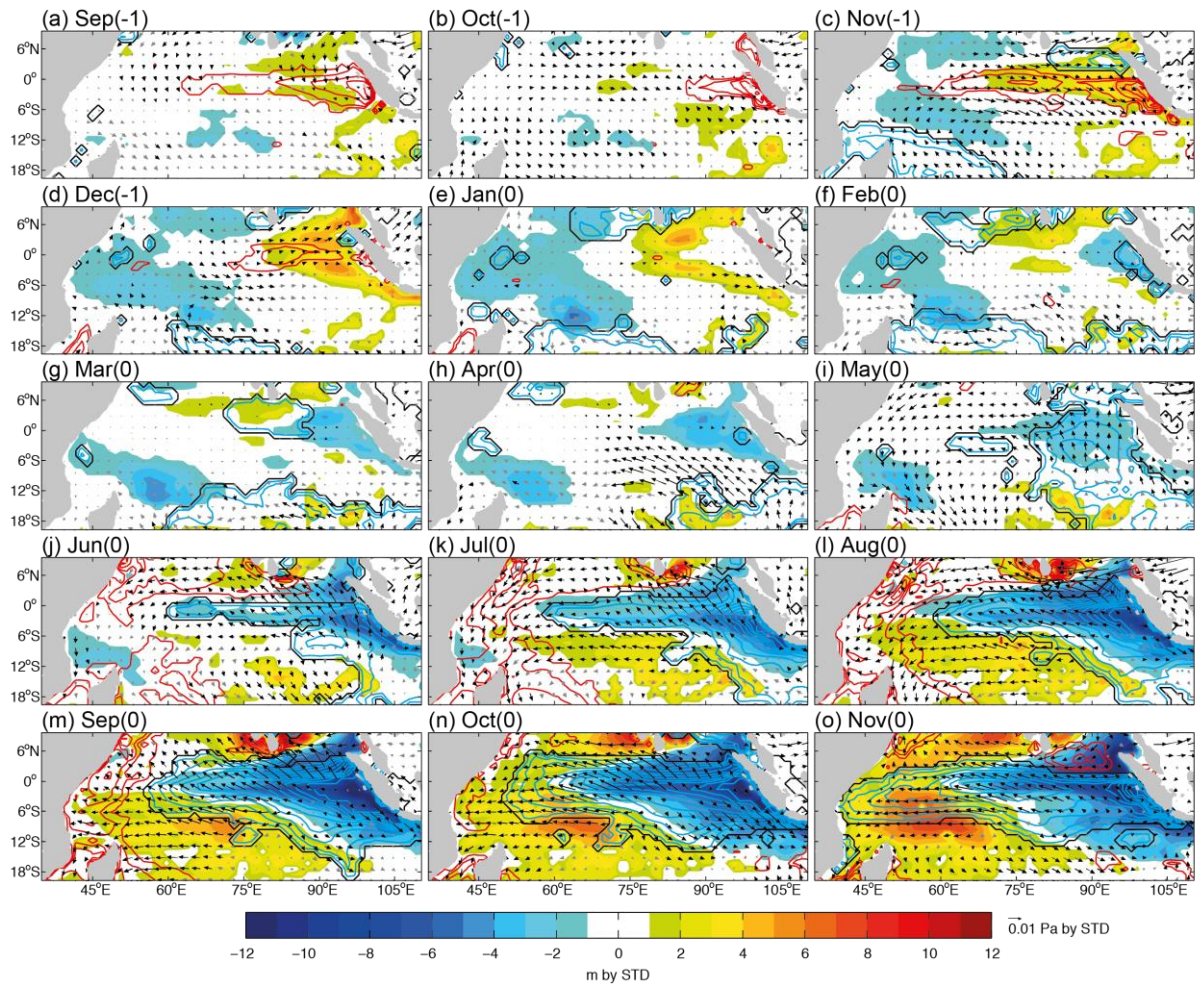 (a) Sep(-1) (b) Oct(-1) (c) Nov(-1)
6°N
0°
6°S
12°S
18°S
(d) Dec(-1) (e) Jan(0) (f) Feb(0)
6°N
0°
6°S
12°S
18°S
(g) Mar(0) (h) Apr(0) (i) May(0)
6°N
0°
6°S
12°S
18°S
(j) Jun(0) (k) Jul(0) (l) Aug(0)
6°N
0°
6°S
12°S
18°S
(m) Sep(0) (n) Oct(0) (o) Nov(0)
6°N
0°
6°S
12°S
18°S
45°E 60°E 75°E 90°E 105°E 45°E 60°E 75°E 90°E 105°E 45°E 60°E 75°E 90°E 105°E
0.01 Pa by STD
−12 −10 −8 −6 −4 −2 0 2 4 6 8 10 12
m by STD